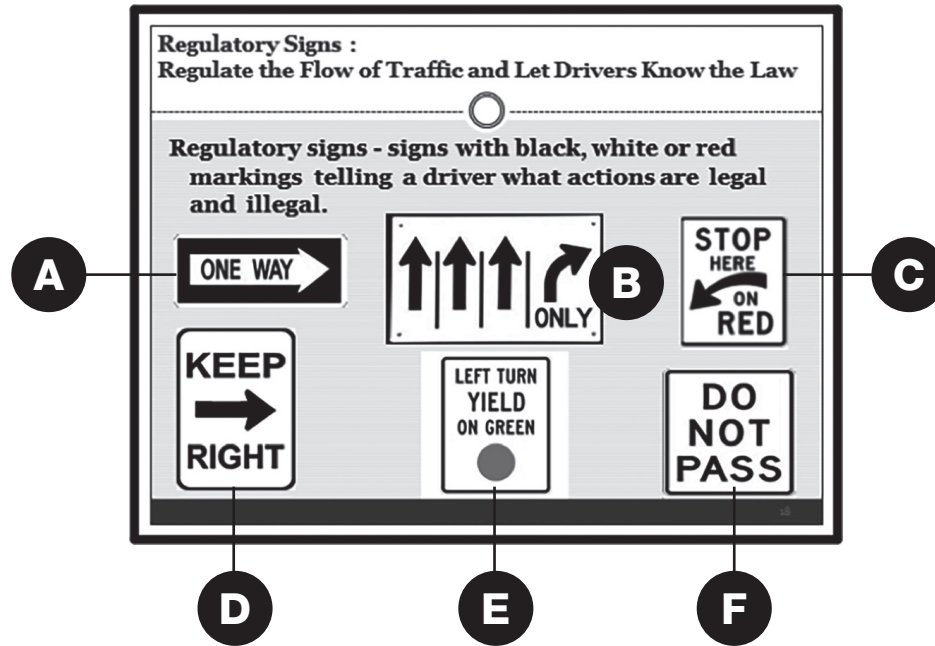 Regulatory Signs :
Regulate the Flow of Traffic and Let Drivers Know the Law
Regulatory signs - signs with black, white or red
markings telling a driver what actions are legal
and illegal.
A
ONE WAY
ONLY
B
STOP
HERE
ON
RED
C
KEEP
RIGHT
LEFT TURN
YIELD
ON GREEN
DO
NOT
PASS
18
D
E
F